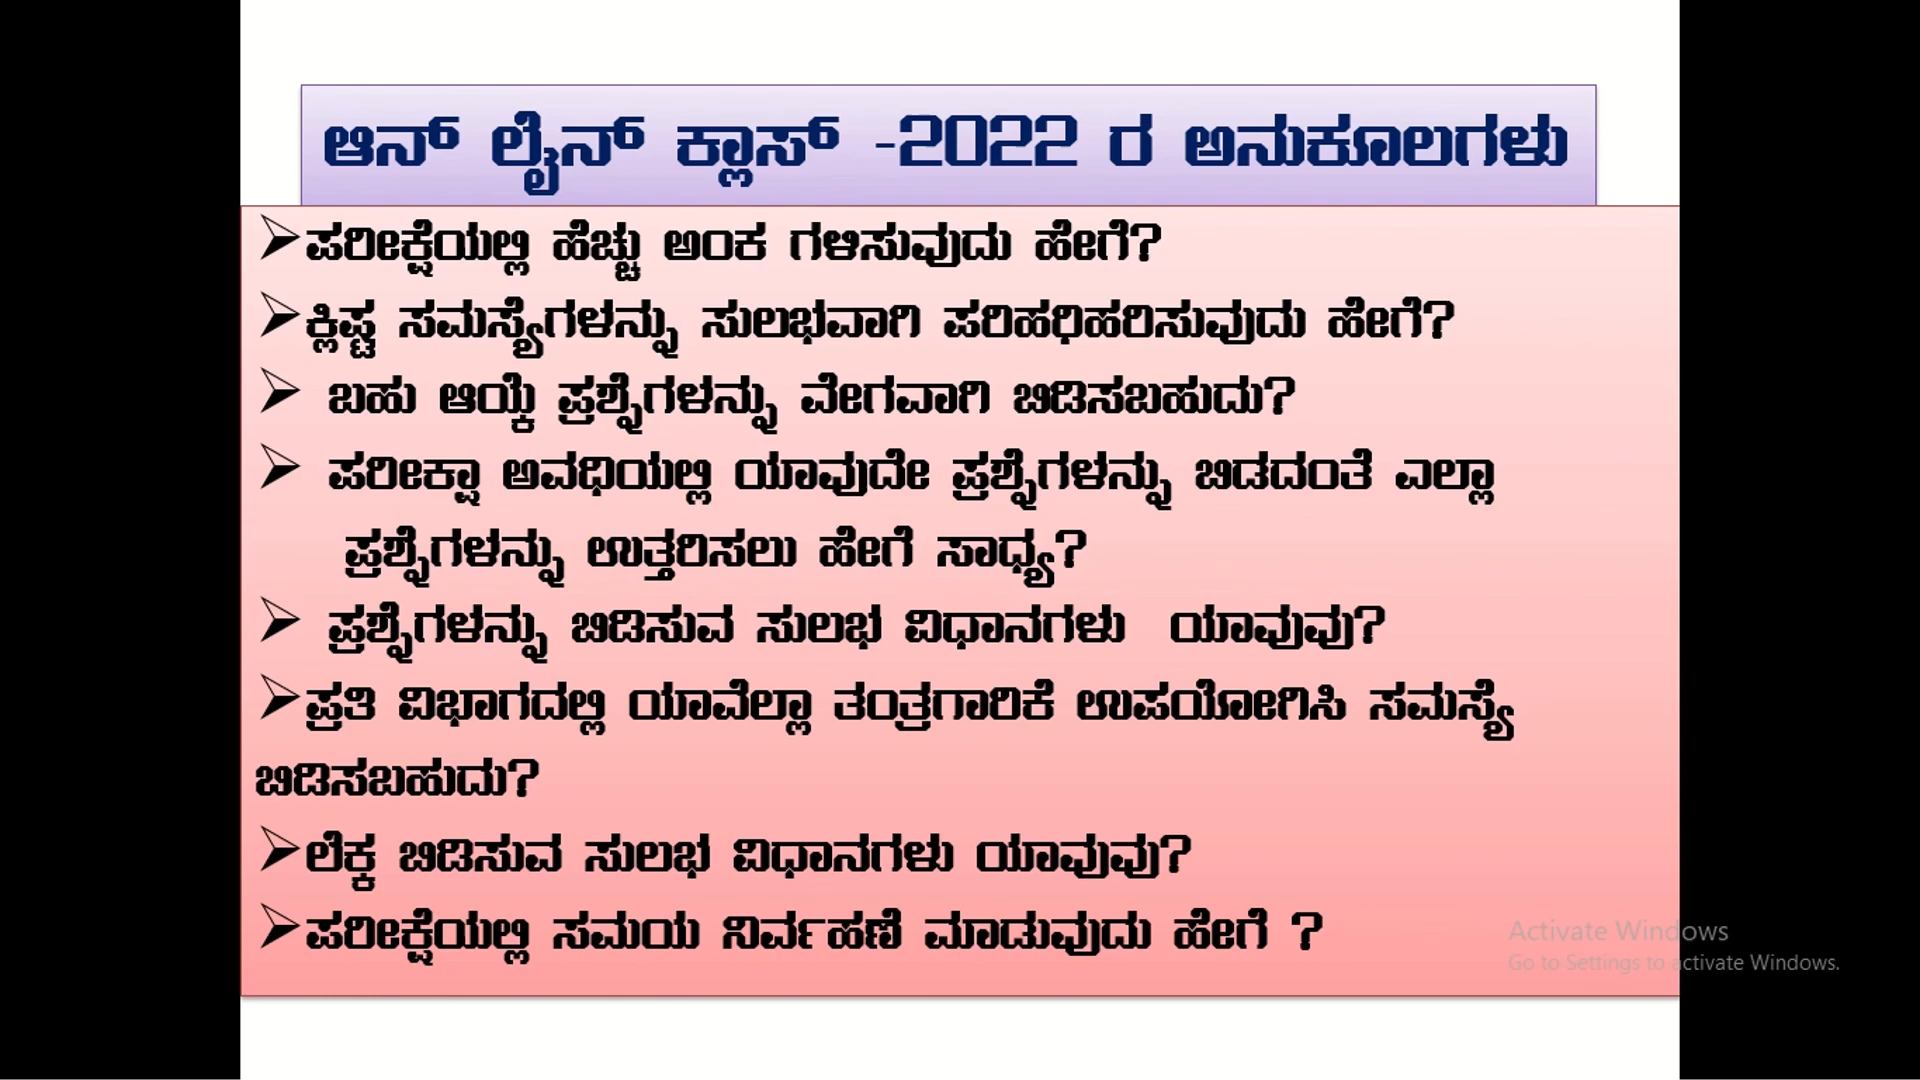 ಆನ್ ಲೈನ್ ಕ್ಲಾಸ್ -2022 ರ ಅನುಕೂಲಗಳು
➢ಪರೀಕ್ಷೆಯಲ್ಲಿ ಹೆಚ್ಚು ಅಂಕ ಗಳಿಸುವುದು ಹೇಗೆ?
➢ಕ್ಲಿಷ್ಟ ಸಮಸ್ಯೆಗಳನ್ನು ಸುಲಭವಾಗಿ ಪರಿಹರಿಹರಿಸುವುದು ಹೇಗೆ?
➢ ಬಹು ಆಯ್ಕೆ ಪ್ರಶ್ನೆಗಳನ್ನು ವೇಗವಾಗಿ ಬಿಡಿಸಬಹುದು?
➢ ಪರೀಕ್ಷಾ ಅವಧಿಯಲ್ಲಿ ಯಾವುದೇ ಪ್ರಶ್ನೆಗಳನ್ನು ಬಿಡದಂತೆ ಎಲ್ಲಾ
ಪ್ರಶ್ನೆಗಳನ್ನು ಉತ್ತರಿಸಲು ಹೇಗೆ ಸಾಧ್ಯ?
➢ ಪ್ರಶ್ನೆಗಳನ್ನು ಬಿಡಿಸುವ ಸುಲಭ ವಿಧಾನಗಳು ಯಾವುವು?
➢ಪ್ರತಿ ವಿಭಾಗದಲ್ಲಿ ಯಾವೆಲ್ಲಾ ತಂತ್ರಗಾರಿಕೆ ಉಪಯೋಗಿಸಿ ಸಮಸ್ಯೆ
ಬಿಡಿಸಬಹುದು?
➢ಲೆಕ್ಕ ಬಿಡಿಸುವ ಸುಲಭ ವಿಧಾನಗಳು ಯಾವುವು?
➢ಪರೀಕ್ಷೆಯಲ್ಲಿ ಸಮಯ ನಿರ್ವಹಣೆ ಮಾಡುವುದು ಹೇಗೆ ?
Activate Windows
Go to Settings to activate Windows.